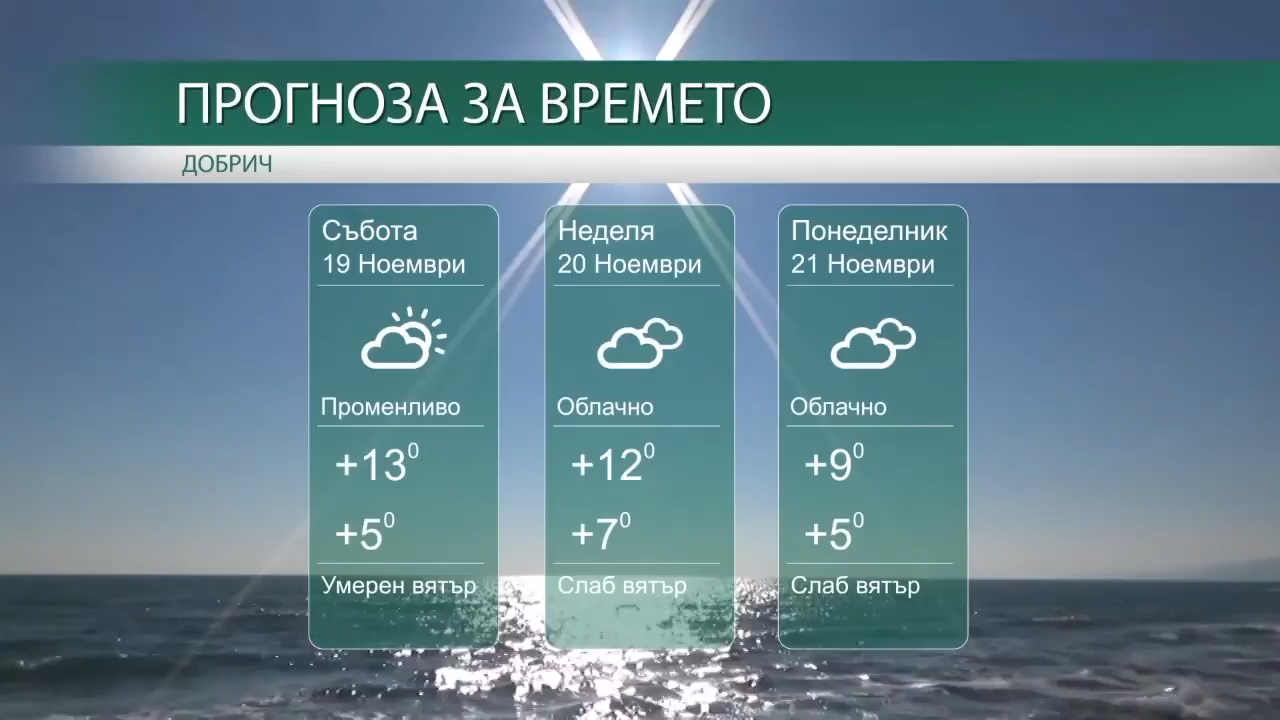 ПРОГНОЗА ЗА ВРЕМЕТО
ДОБРИЧ
Събота
19 Ноември
Променливо
+13⁰
+5⁰
Умерен вятър
Неделя
20 Ноември
Облачно
+12⁰
+7⁰
Слаб вятър
Понеделник
21 Ноември
Облачно
+9⁰
+5⁰
Слаб вятър